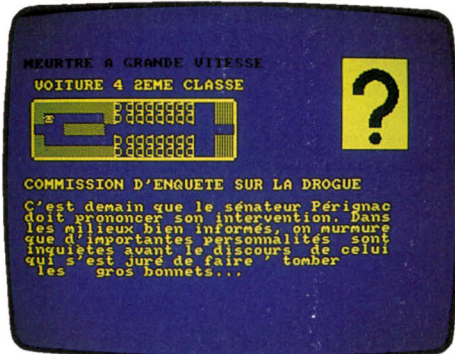 MEURTRE A GRANDE VITESSE
VOITURE 4 2EME CLASSE
?
COMMISSION D'ENQUETE SUR LA DROGUE
C'est demain que le sénateur Pérignac
doit prononcer son intervention. Dans
les milieux bien informés, on murmure
que d'importantes personnalités sont
inquiètes avant le discours de celui
qui s'est juré de faire " tomber
les gros bonnets...